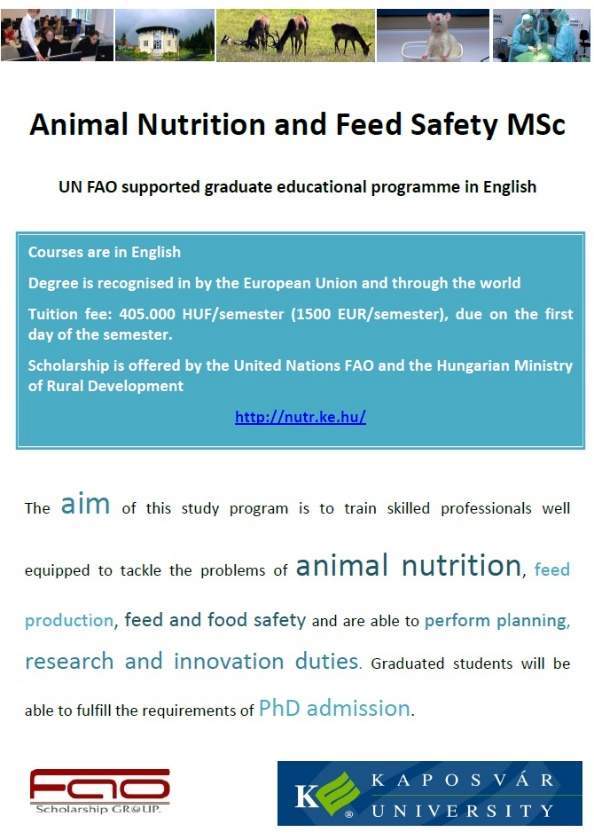 Animal Nutrition and Feed Safety MSc
UN FAO supported graduate educational programme in English
Courses are in English
Degree is recognised in by the European Union and through the world
Tuition fee: 405.000 HUF/semester (1500 EUR/semester), due on the first
day of the semester.
Scholarship is offered by the United Nations FAO and the Hungarian Ministry
of Rural Development
http://nutr.ke.hu/
The aim of this study program is to train skilled professionals well
equipped to tackle the problems of animal nutrition, feed
production, feed and food safety and are able to perform planning,
research and innovation duties. Graduated students will be
able to fulfill the requirements of PhD admission.
Fao
Scholarship GR@UP.
KE ®
KAPOSVÁR
UNIVERSITY